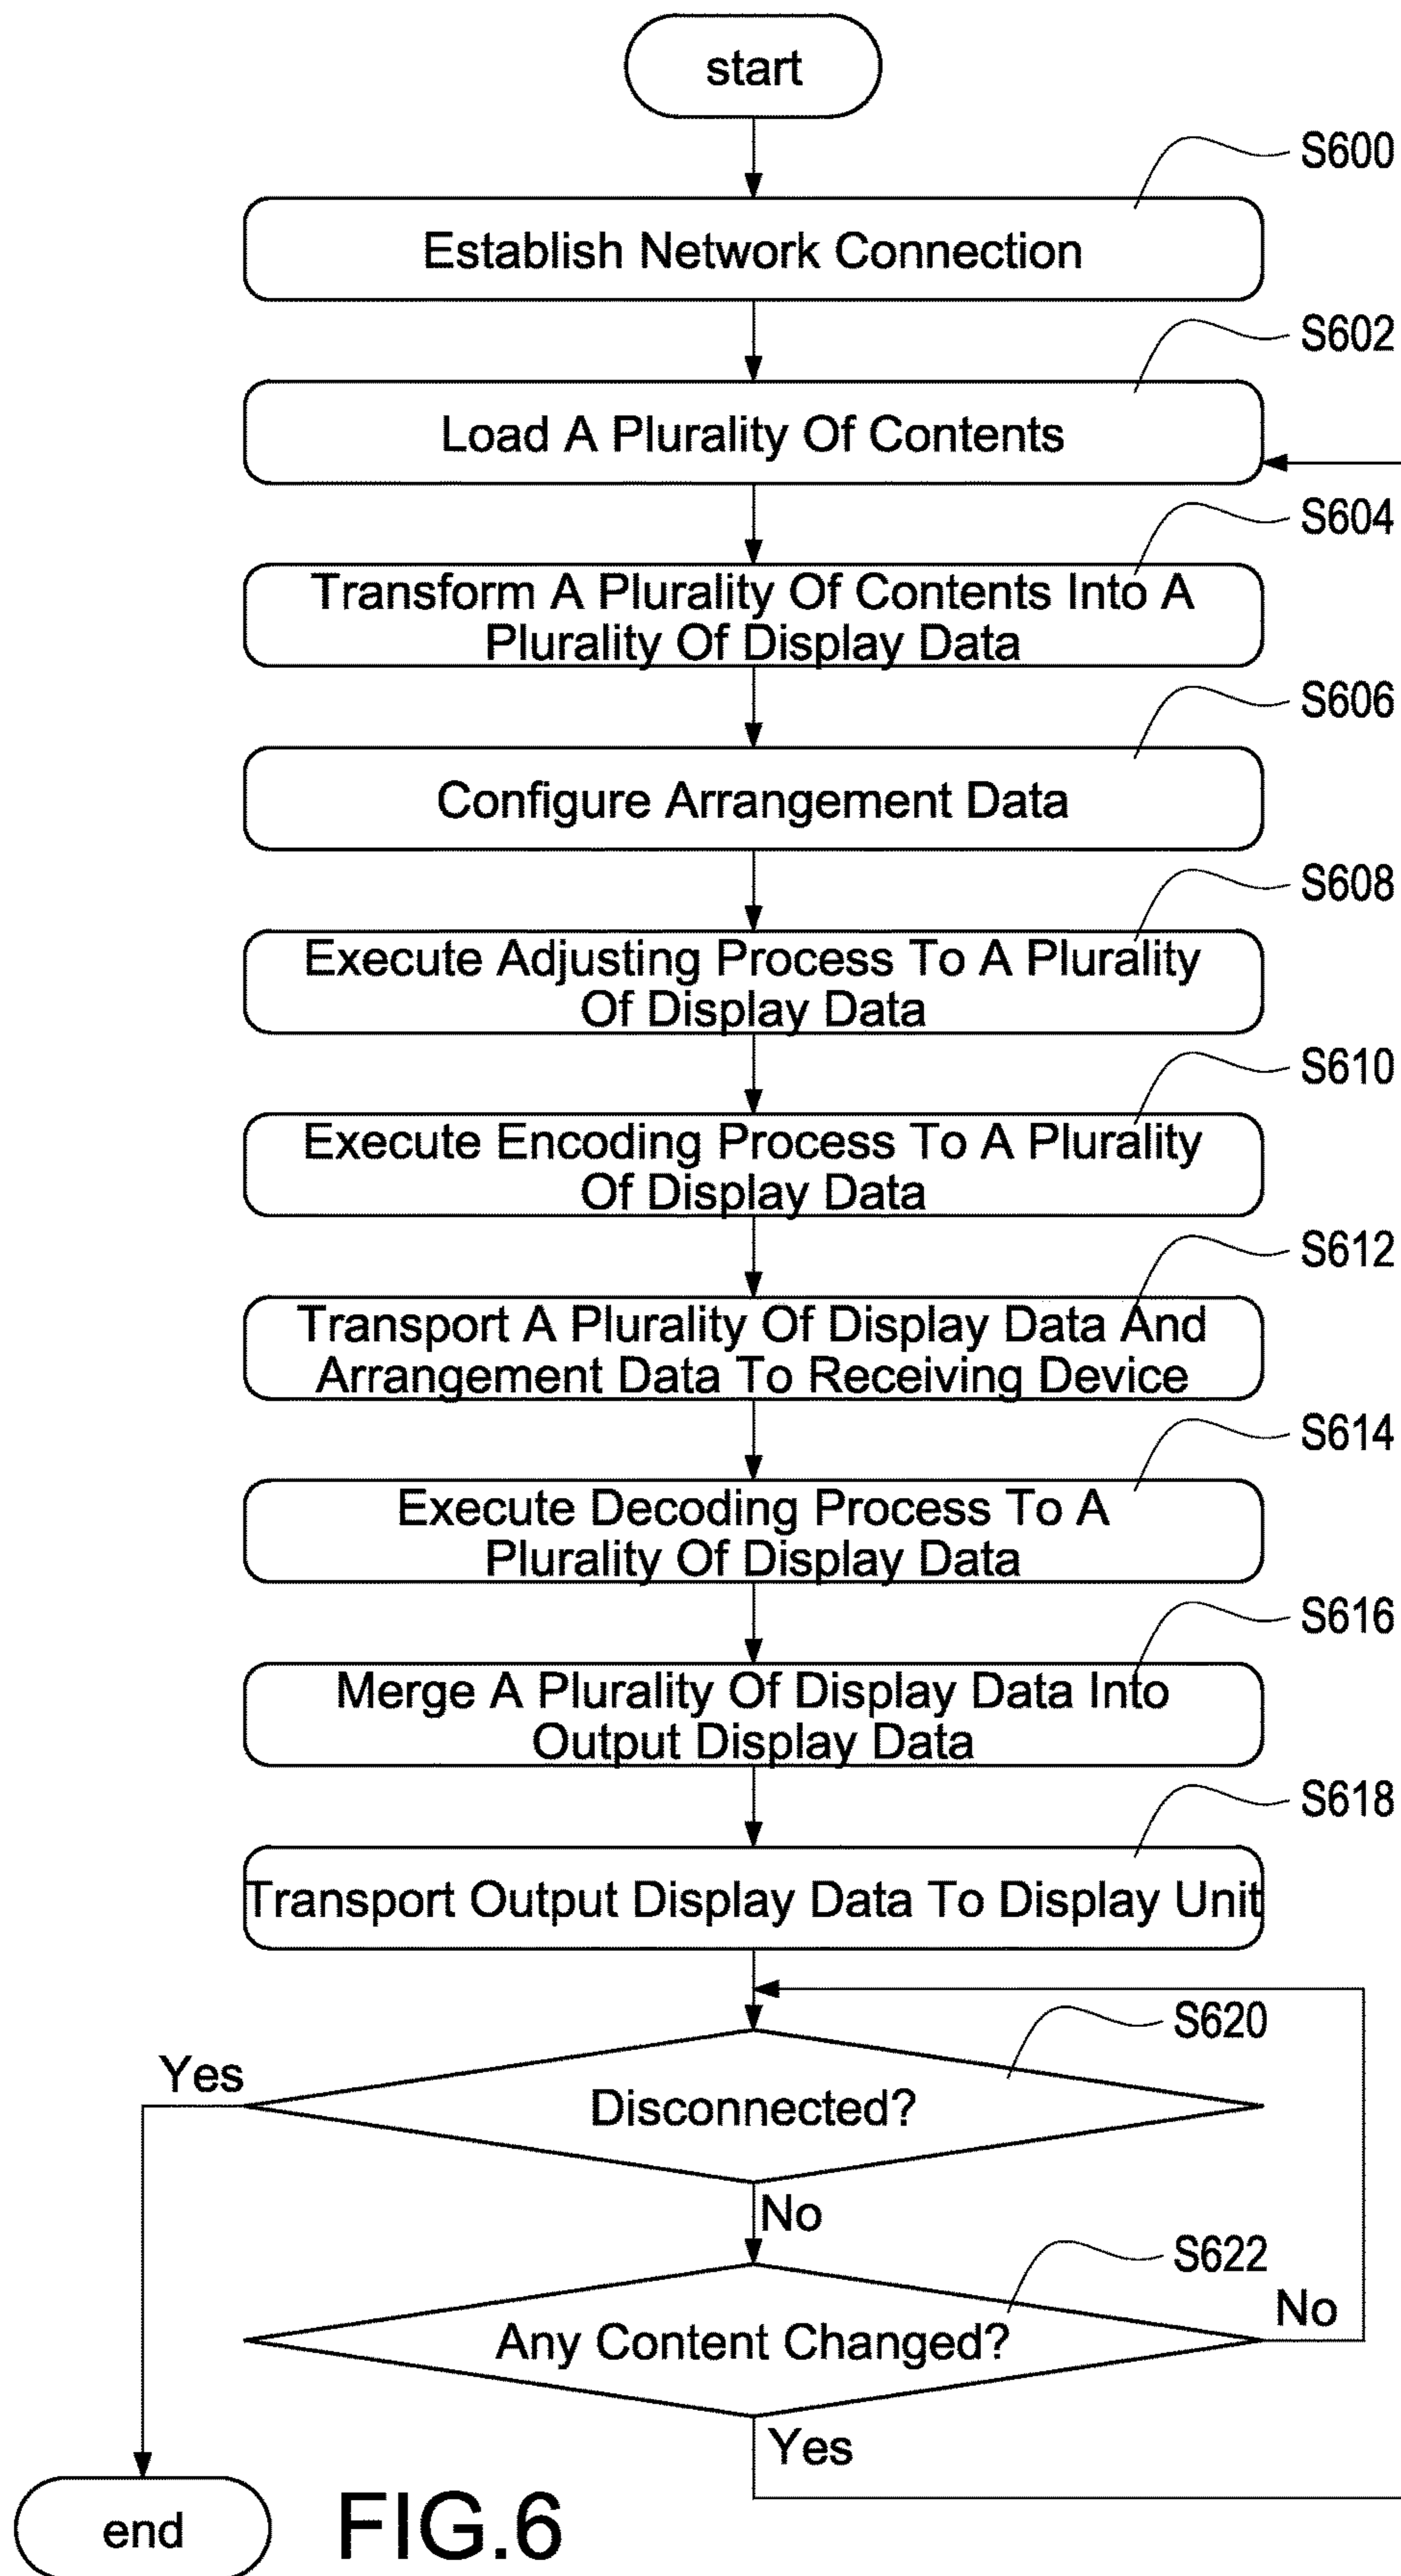 start
S600
Establish Network Connection
S602
Load A Plurality Of Contents
S604
Transform A Plurality Of Contents Into A
Plurality Of Display Data
S606
Configure Arrangement Data
S608
Execute Adjusting Process To A Plurality
Of Display Data
S610
Execute Encoding Process To A Plurality
Of Display Data
S612
Transport A Plurality Of Display Data And
Arrangement Data To Receiving Device
S614
Execute Decoding Process To A
Plurality Of Display Data
S616
Merge A Plurality Of Display Data Into
Output Display Data
S618
Transport Output Display Data To Display Unit
S620
Yes
Disconnected?
No
S622
No
Any Content Changed?
Yes
end
FIG.6